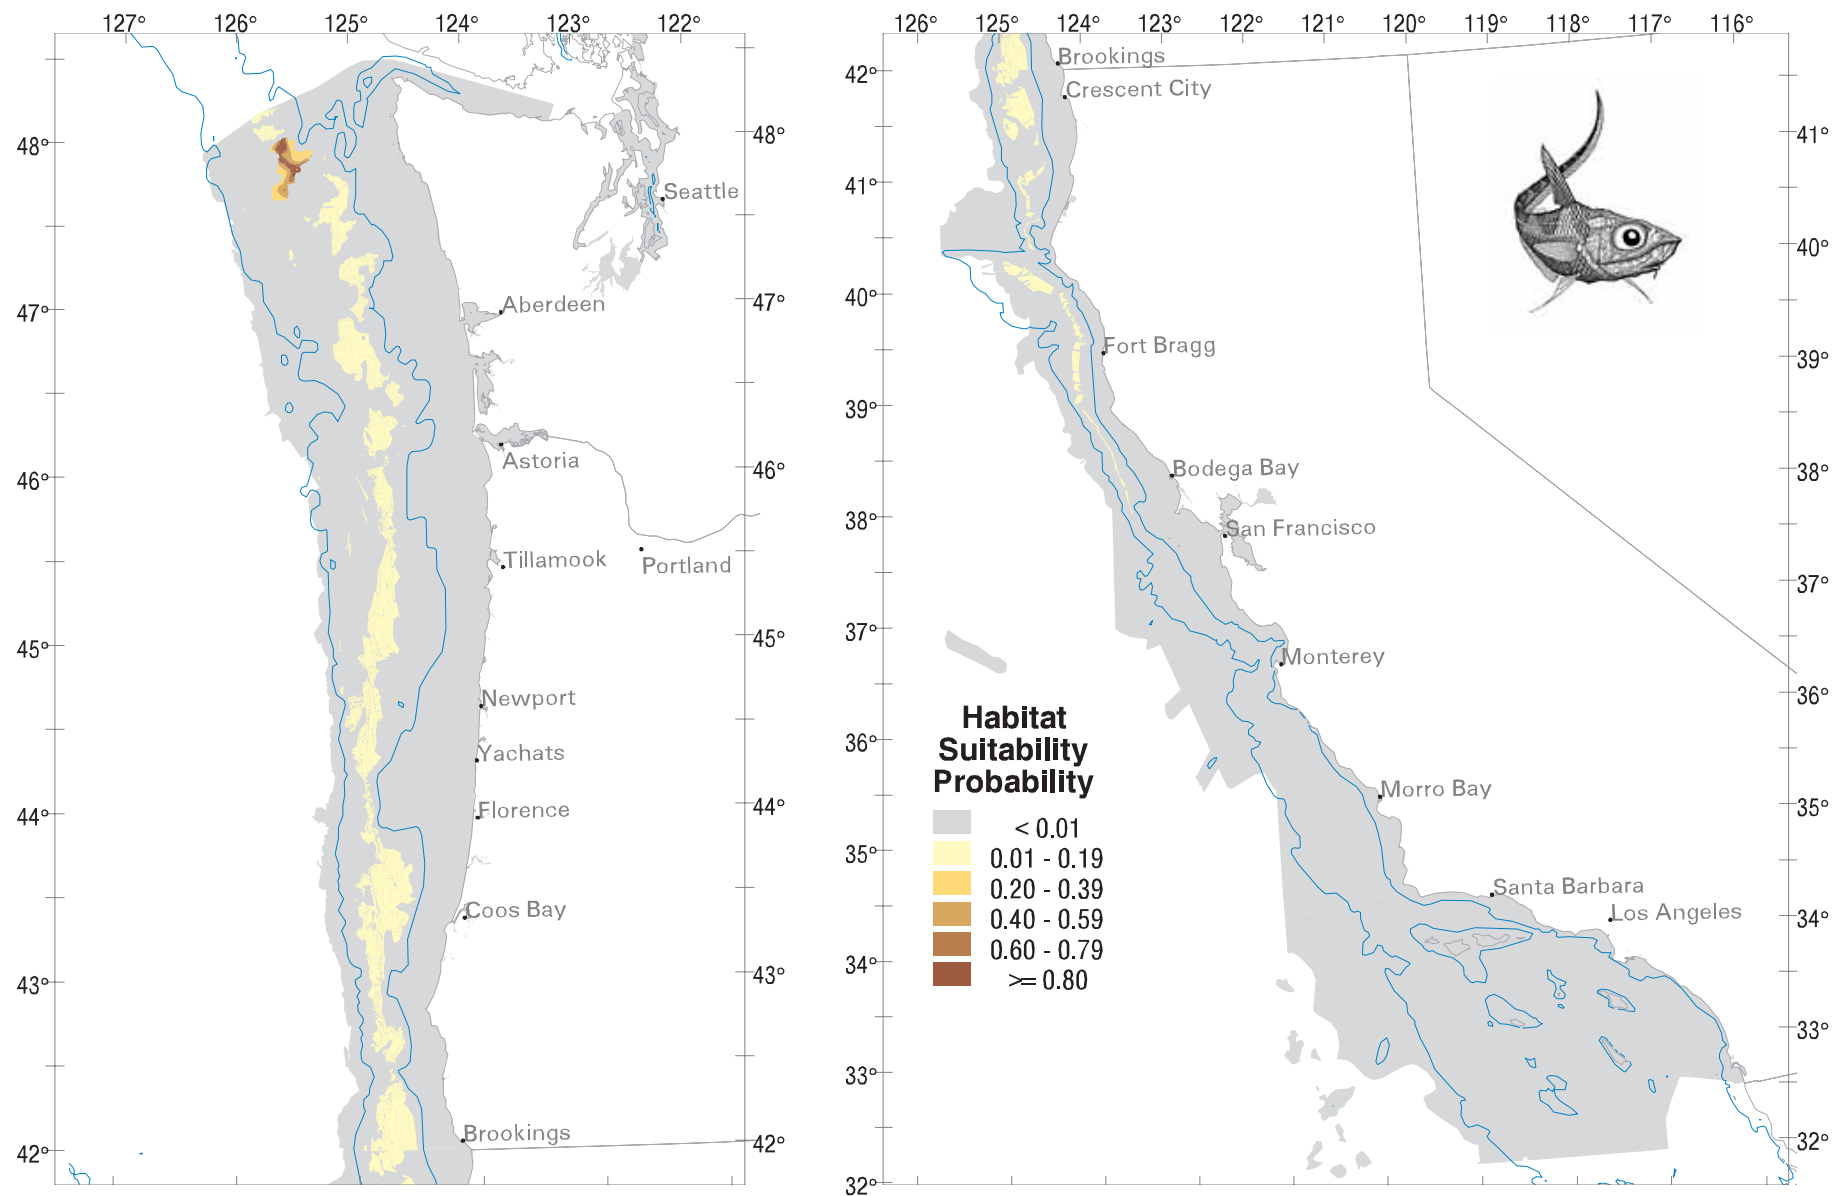 127° 126° 125° 124° 123° 122°
48°
47°
46°
45°
44°
43°
42°
48°
47°
46°
45°
44°
43°
42°
Seattle
Aberdeen
Astoria
Tillamook
Portland
Newport
Yachats
Florence
Coos Bay
Brookings
126° 125° 124° 123° 122° 121° 120° 119° 118° 117° 116°
42°
41°
40°
39°
38°
37°
36°
35°
34°
33°
32°
41°
40°
39°
38°
37°
36°
35°
34°
33°
32°
Brookings
Crescent City
Fort Bragg
Bodega Bay
San Francisco
Monterey
Morro Bay
Santa Barbara
Los Angeles
Habitat
Suitability
Probability
< 0.01
0.01 - 0.19
0.20 - 0.39
0.40 - 0.59
0.60 - 0.79
>= 0.80